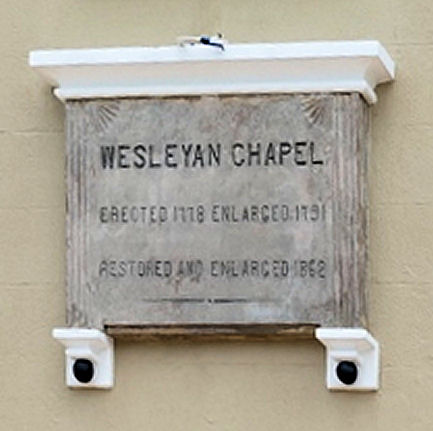 WESLEYAN CHAPEL
ERECTED 1778 ENLARGED 1791
RESTORED AND ENLARGED 1862